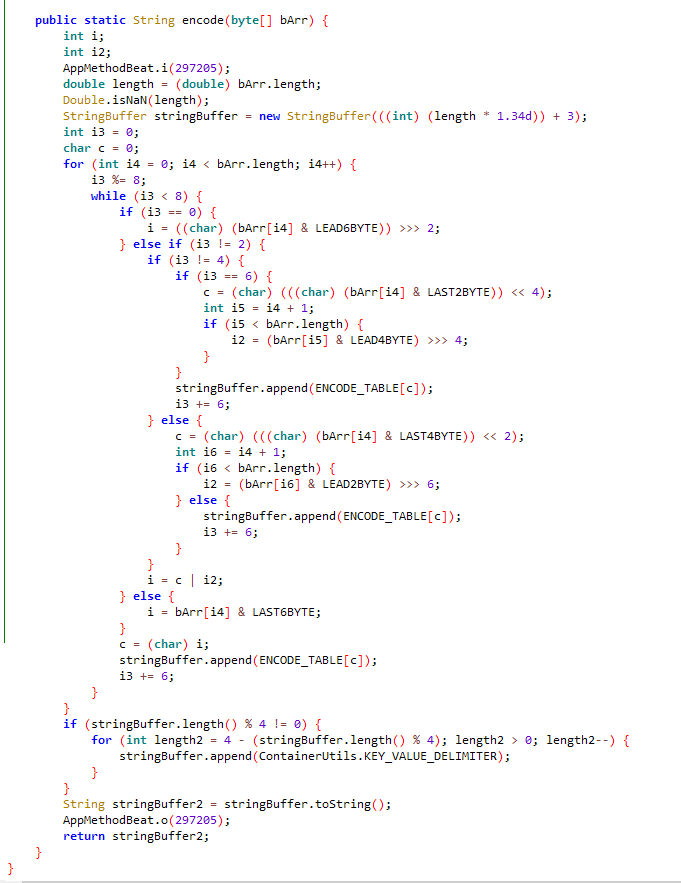 public static String encode(byte[] bArr) {
int i;
int i2;
AppMethodBeat.i(297205);
double length = (double) bArr.length;
Double.isNaN(length);
StringBuffer stringBuffer = new StringBuffer(((int) (length * 1.34d)) + 3);
int i3 = 0;
char c = 0;
for (int i4 = 0; i4 < bArr.length; i4++) {
i3 %= 8;
while (i3 < 8) {
if (i3 == 0) {
i = ((char) (bArr[i4] & LEAD6BYTE)) >>> 2;
} else if (i3 != 2) {
if (i3 != 4) {
if (i3 == 6) {
c = (char) (((char) (bArr[i4] & LAST2BYTE)) << 4);
int i5 = i4 + 1;
if (i5 < bArr.length) {
i2 = (bArr[i5] & LEAD4BYTE) >>> 4;
}
}
stringBuffer.append(ENCODE_TABLE[c]);
i3 += 6;
} else {
c = (char) (((char) (bArr[i4] & LAST4BYTE)) << 2);
int i6 = i4 + 1;
if (i6 < bArr.length) {
i2 = (bArr[i6] & LEAD2BYTE) >>> 6;
} else {
stringBuffer.append(ENCODE_TABLE[c]);
i3 += 6;
}
}
i = c | i2;
} else {
i = bArr[i4] & LAST6BYTE;
}
c = (char) i;
stringBuffer.append(ENCODE_TABLE[c]);
i3 += 6;
}
}
if (stringBuffer.length() % 4 != 0) {
for (int length2 = 4 - (stringBuffer.length() % 4); length2 > 0; length2--) {
stringBuffer.append(ContainerUtils.KEY_VALUE_DELIMITER);
}
}
String stringBuffer2 = stringBuffer.toString();
AppMethodBeat.o(297205);
return stringBuffer2;
}
}